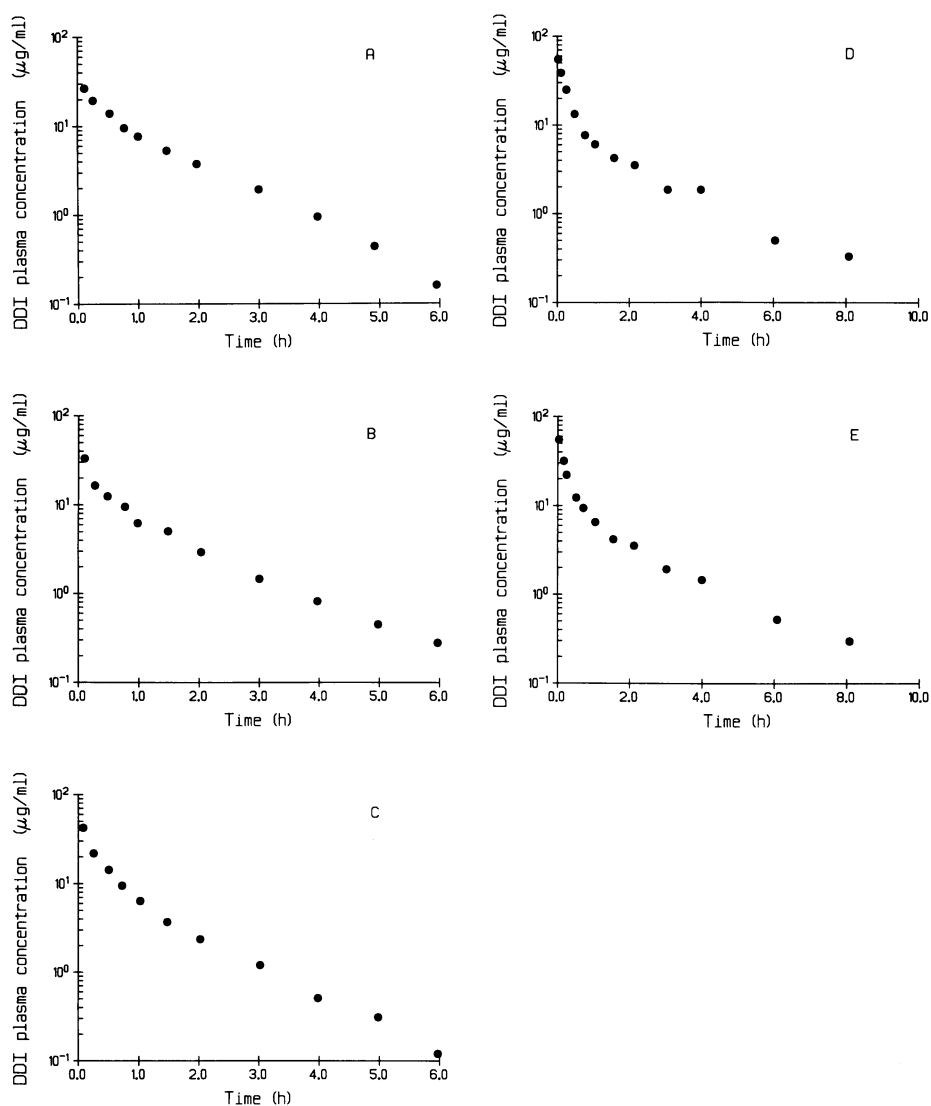 A
DDI plasma concentration (μg/ml)
10²
10¹
10⁰
10⁻¹
0.0 1.0 2.0 3.0 4.0 5.0 6.0
Time (h)
B
DDI plasma concentration (μg/ml)
10²
10¹
10⁰
10⁻¹
0.0 1.0 2.0 3.0 4.0 5.0 6.0
Time (h)
C
DDI plasma concentration (μg/ml)
10²
10¹
10⁰
10⁻¹
0.0 1.0 2.0 3.0 4.0 5.0 6.0
Time (h)
D
DDI plasma concentration (μg/ml)
10²
10¹
10⁰
10⁻¹
0.0 2.0 4.0 6.0 8.0 10.0
Time (h)
E
DDI plasma concentration (μg/ml)
10²
10¹
10⁰
10⁻¹
0.0 2.0 4.0 6.0 8.0 10.0
Time (h)